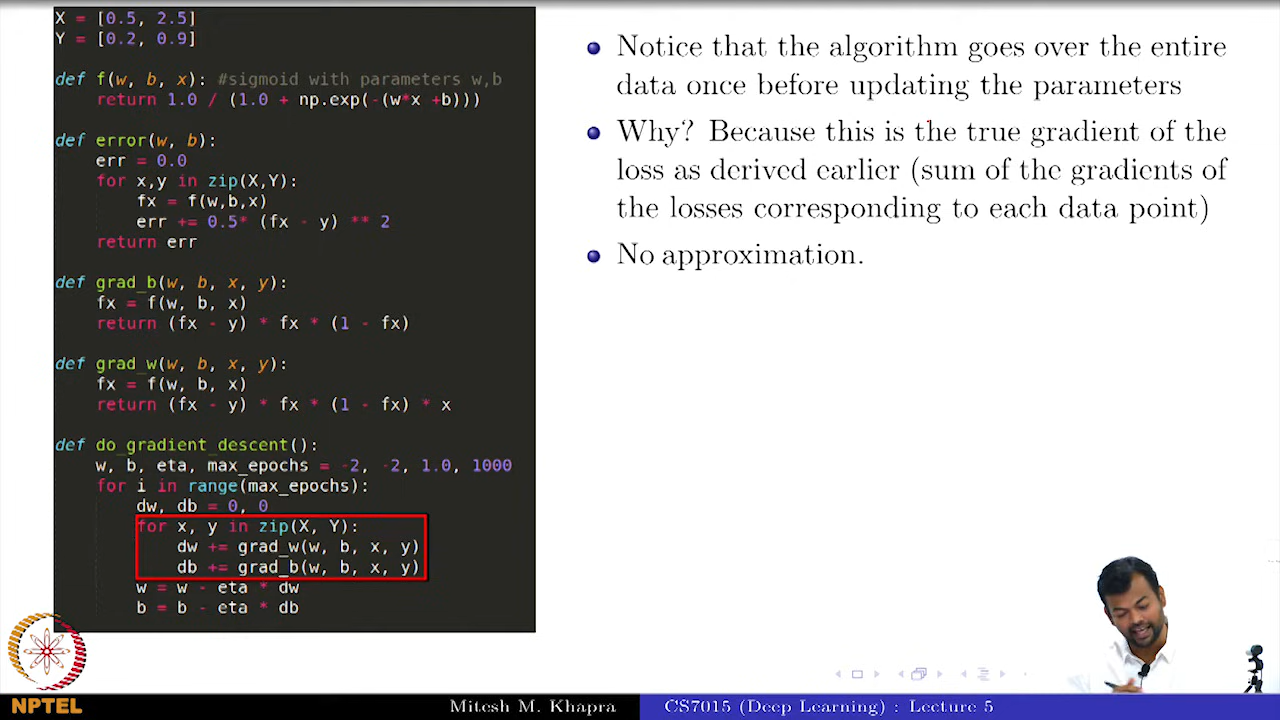 X = [0.5, 2.5]
Y = [0.2, 0.9]
def f(w, b, x): #sigmoid with parameters w,b
return 1.0 / (1.0 + np.exp(-(w*x +b)))
def error(w, b):
err = 0.0
for x,y in zip(X,Y):
fx = f(w,b,x)
err += 0.5* (fx - y) ** 2
return err
def grad_b(w, b, x, y):
fx = f(w, b, x)
return (fx - y) * fx * (1 - fx)
def grad_w(w, b, x, y):
fx = f(w, b, x)
return (fx - y) * fx * (1 - fx) * x
def do_gradient_descent():
w, b, eta, max_epochs = -2, -2, 1.0, 1000
for i in range(max_epochs):
dw, db = 0, 0
for x, y in zip(X, Y):
dw += grad_w(w, b, x, y)
db += grad_b(w, b, x, y)
w = w - eta * dw
b = b - eta * db
Notice that the algorithm goes over the entire
data once before updating the parameters
Why? Because this is the true gradient of the
loss as derived earlier (sum of the gradients of
the losses corresponding to each data point)
No approximation.
NPTEL
Mitesh M. Khapra
CS7015 (Deep Learning) : Lecture 5